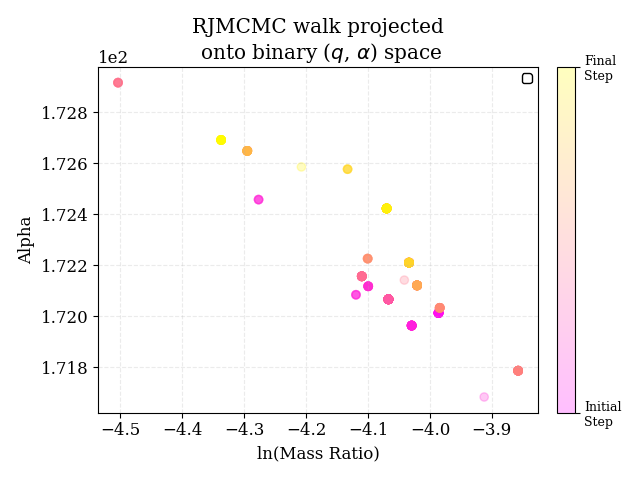 RJMCMC walk projected
onto binary (q, α) space
1e2
1.728
1.726
1.724
1.722
1.720
1.718
Alpha
−4.5 −4.4 −4.3 −4.2 −4.1 −4.0 −3.9
ln(Mass Ratio)
Final
Step
Initial
Step